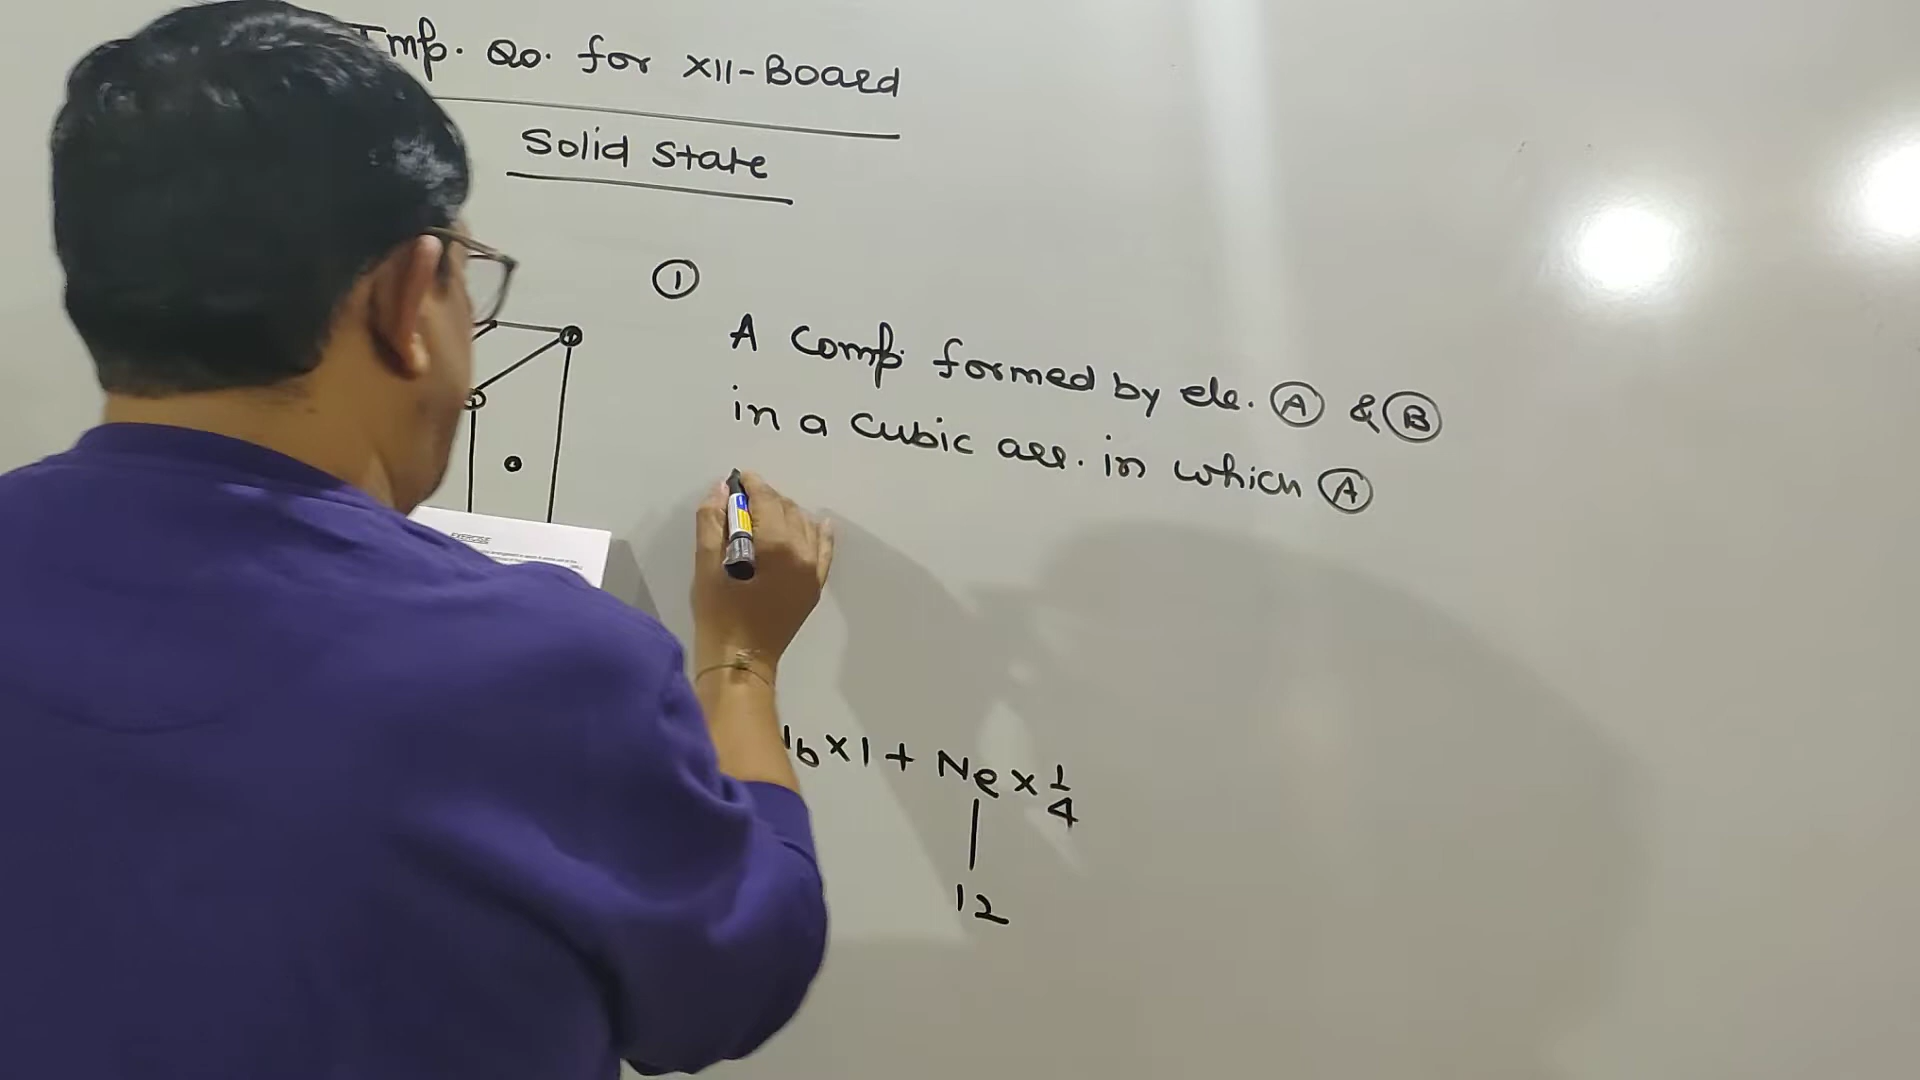 Imp. Qo. for XII-Board
Solid State
①
A Comp. formed by ele. Ⓐ & Ⓑ
in a Cubic arr. in which Ⓐ
EXERCISE
b×1 + Ne × 1/4
12